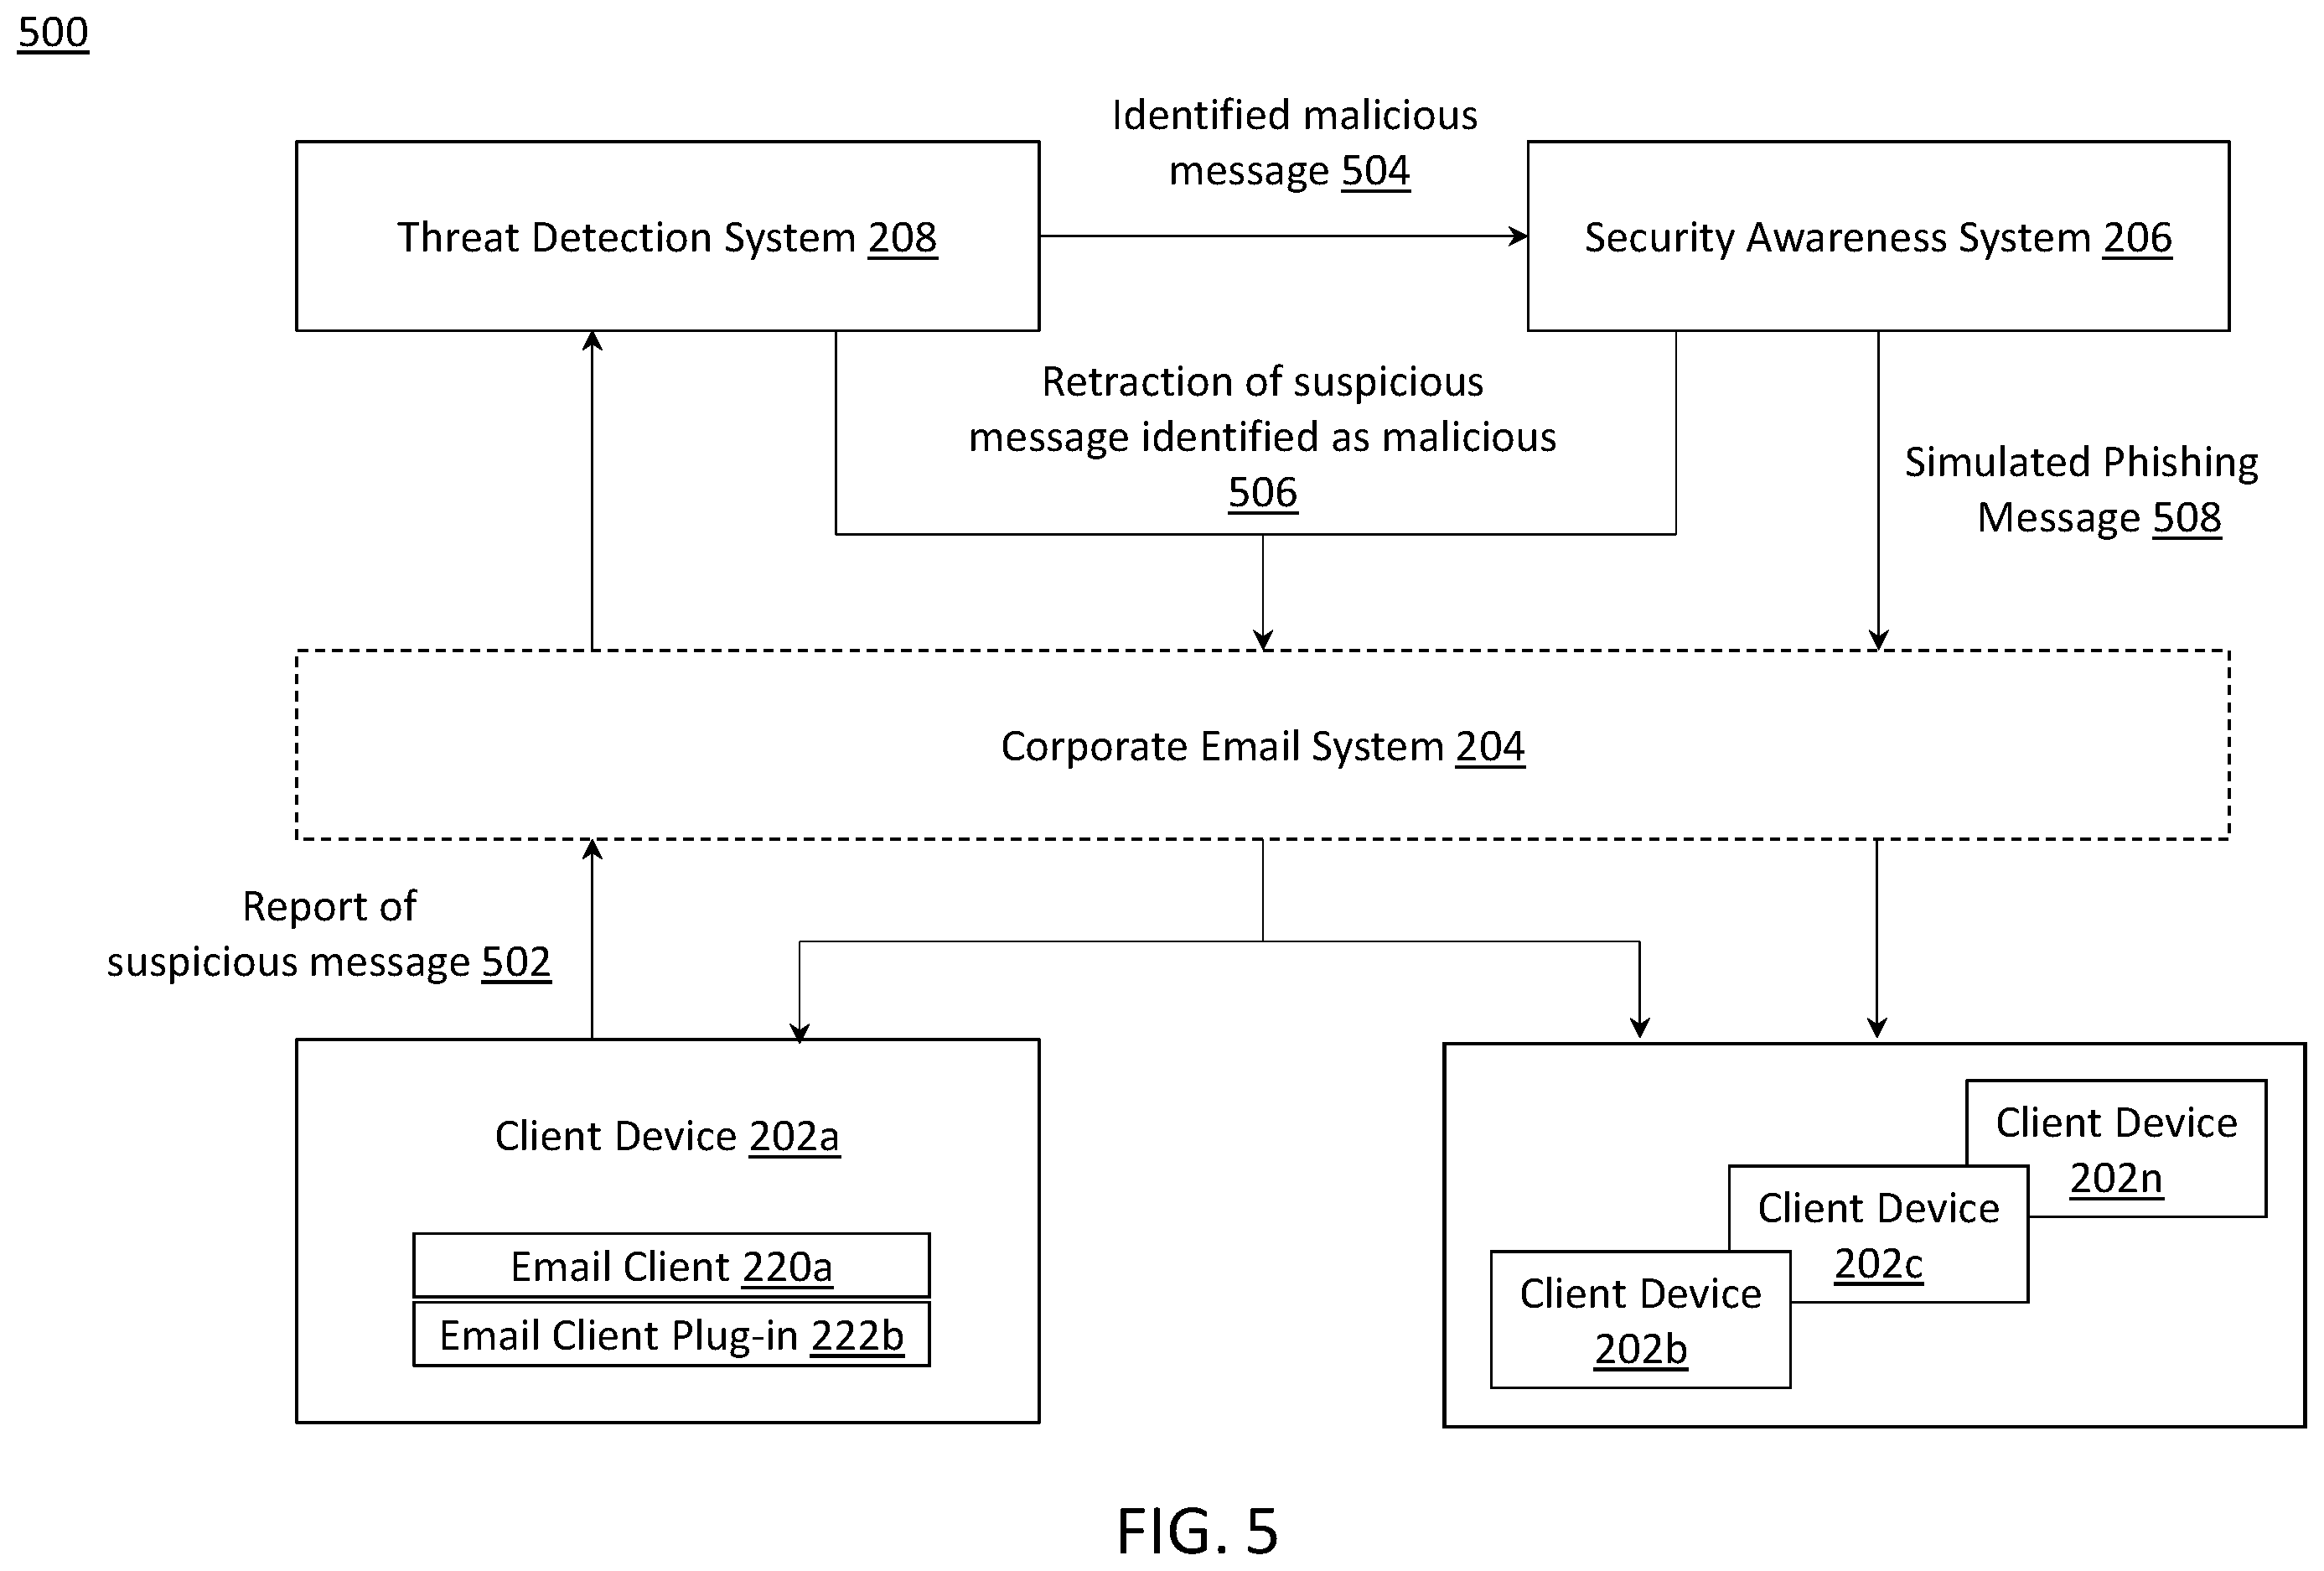 500
Identified malicious
message 504
Threat Detection System 208
Security Awareness System 206
Retraction of suspicious
message identified as malicious
506
Simulated Phishing
Message 508
Corporate Email System 204
Report of
suspicious message 502
Client Device 202a
Email Client 220a
Email Client Plug-in 222b
Client Device
202n
Client Device
202c
Client Device
202b
FIG. 5